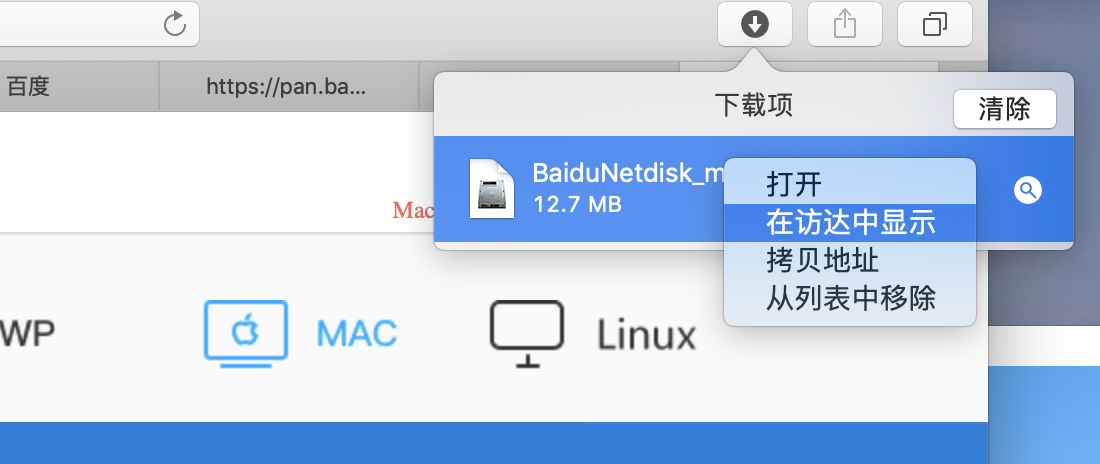 百度
https://pan.ba...
下载项
清除
BaiduNetdisk_m
12.7 MB
打开
在访达中显示
拷贝地址
从列表中移除
Mac
WP
MAC
Linux